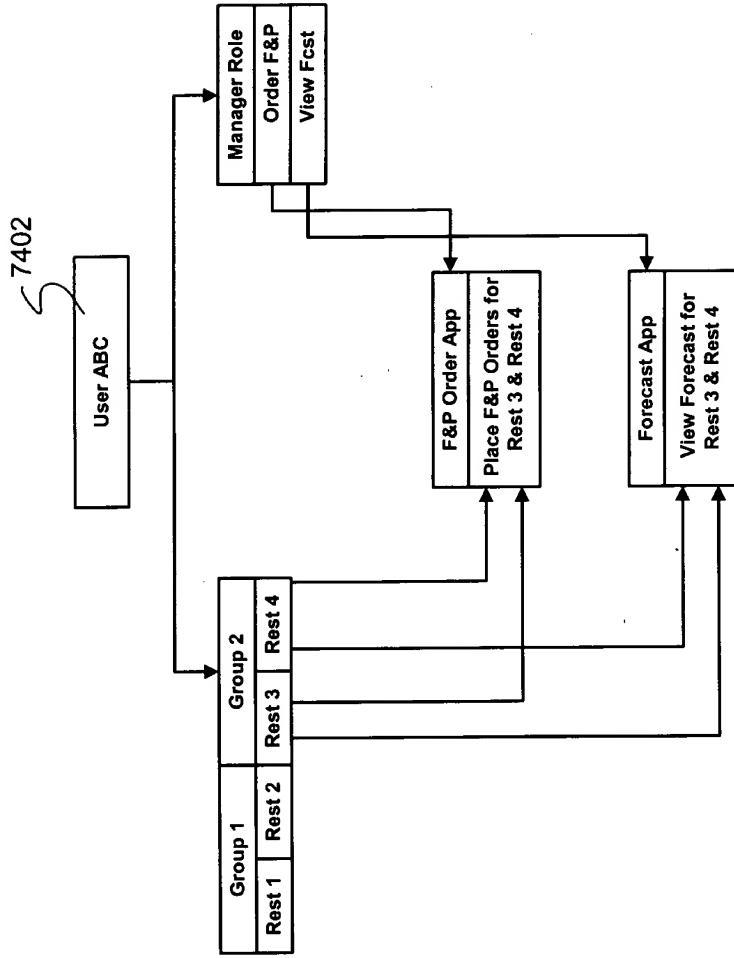 7402
User ABC
Group 1
Group 2
Rest 1
Rest 2
Rest 3
Rest 4
Manager Role
Order F&P
View Fcst
F&P Order App
Place F&P Orders for
Rest 3 & Rest 4
Forecast App
View Forecast for
Rest 3 & Rest 4